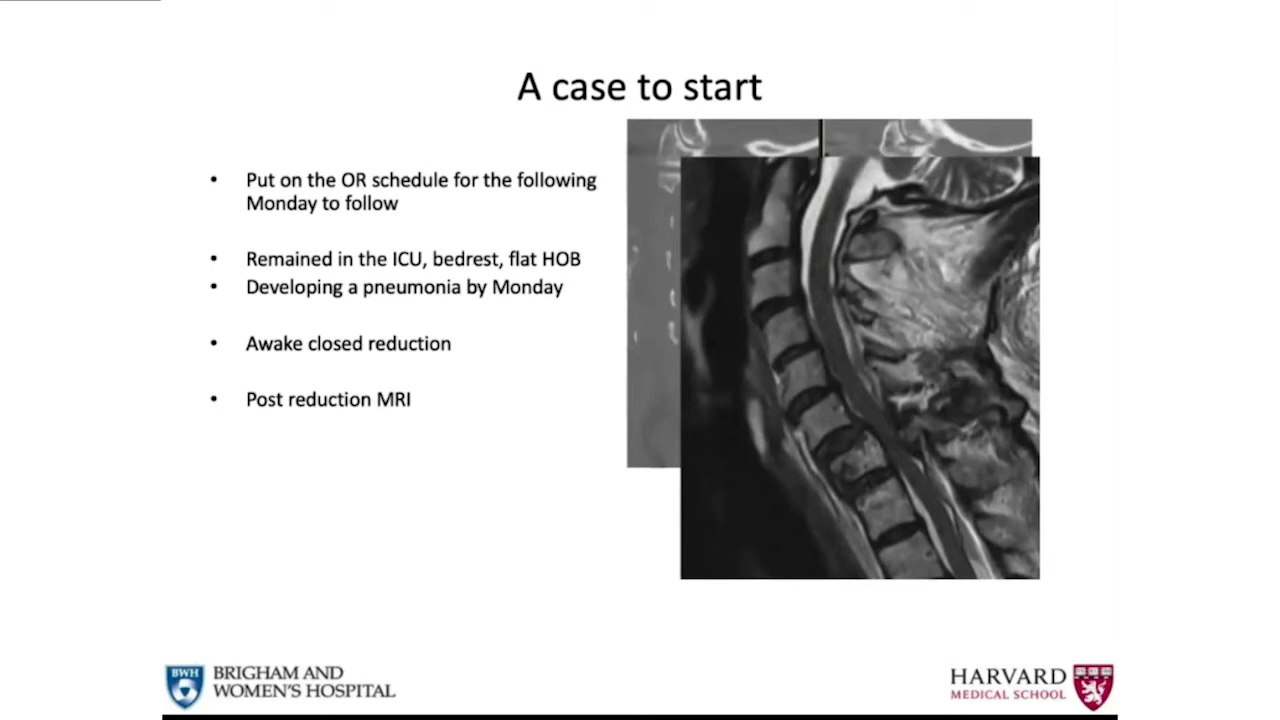 A case to start
• Put on the OR schedule for the following
Monday to follow
• Remained in the ICU, bedrest, flat HOB
• Developing a pneumonia by Monday
• Awake closed reduction
• Post reduction MRI
BWH
BRIGHAM AND
WOMEN'S HOSPITAL
HARVARD
MEDICAL SCHOOL